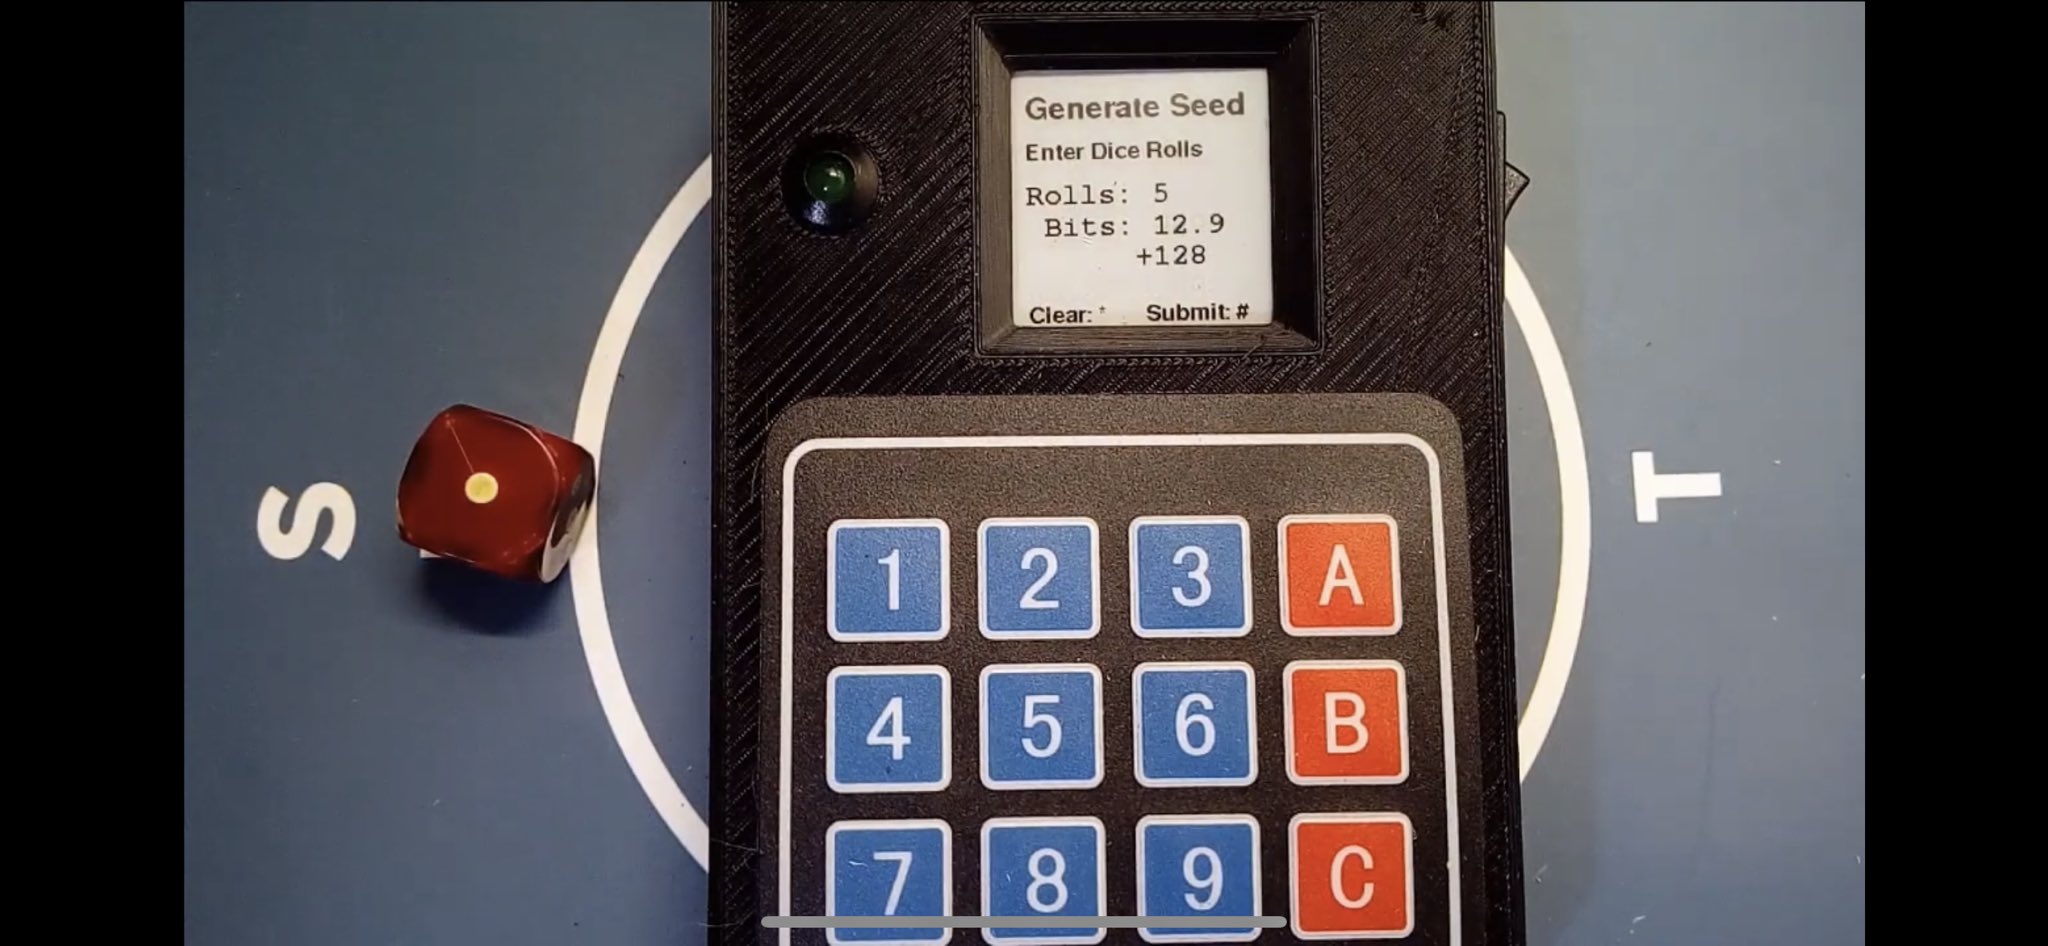 Generate Seed
Enter Dice Rolls
Rolls: 5
Bits: 12.9
+128
Clear: * Submit: #
S
T
1 2 3 A
4 5 6 B
7 8 9 C